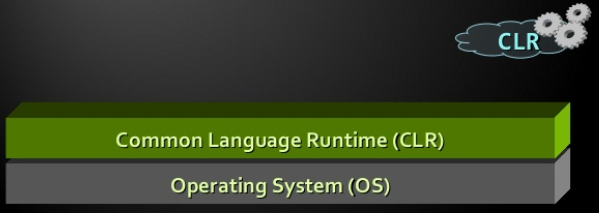 CLR
Common Language Runtime (CLR)
Operating System (OS)